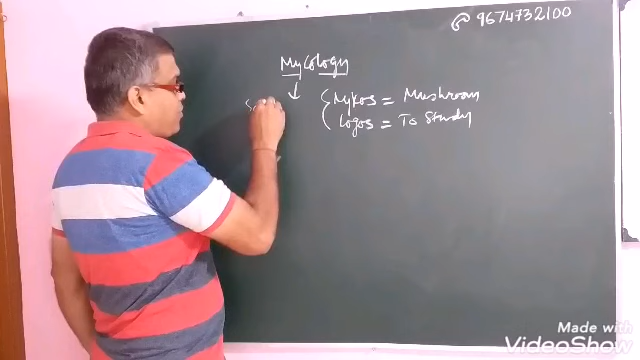 ✆ 9674732100
Mycology
↓
{ Mykos = Mushroom
Logos = To Study
S
Made with
VideoShow